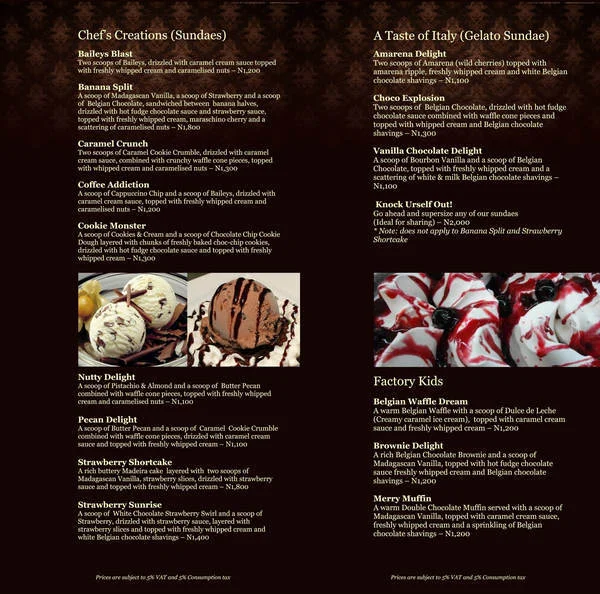 Chef's Creations (Sundaes)
Baileys Blast
Two scoops of Baileys, drizzled with caramel cream sauce topped
with freshly whipped cream and caramelised nuts – N1,200
Banana Split
A scoop of Madagascan Vanilla, a scoop of Strawberry and a scoop
of Belgian Chocolate, sandwiched between banana halves,
drizzled with hot fudge chocolate sauce and strawberry sauce,
topped with freshly whipped cream, maraschino cherry and a
scattering of caramelised nuts – N1,800
Caramel Crunch
Two scoops of Caramel Cookie Crumble, drizzled with caramel
cream sauce, combined with crunchy waffle cone pieces, topped
with whipped cream and caramelised nuts – N1,300
Coffee Addiction
A scoop of Cappuccino Chip and a scoop of Baileys, drizzled with
caramel cream sauce, topped with freshly whipped cream and
caramelised nuts – N1,200
Cookie Monster
A scoop of Cookies & Cream and a scoop of Chocolate Chip Cookie
Dough layered with chunks of freshly baked choc-chip cookies,
drizzled with hot fudge chocolate sauce and topped with freshly
whipped cream – N1,300
Nutty Delight
A scoop of Pistachio & Almond and a scoop of Butter Pecan
combined with waffle cone pieces, topped with freshly whipped
cream and caramelised nuts – N1,100
Pecan Delight
A scoop of Butter Pecan and a scoop of Caramel Cookie Crumble
combined with waffle cone pieces, drizzled with caramel cream
sauce and topped with freshly whipped cream – N1,100
Strawberry Shortcake
A rich buttery Madeira cake layered with two scoops of
Madagascan Vanilla, strawberry slices, drizzled with strawberry
sauce and topped with freshly whipped cream – N1,800
Strawberry Sunrise
A scoop of White Chocolate Strawberry Swirl and a scoop of
Strawberry, drizzled with strawberry sauce, layered with
strawberry slices and topped with freshly whipped cream and
white Belgian chocolate shavings – N1,400
Prices are subject to 5% VAT and 5% Consumption tax
A Taste of Italy (Gelato Sundae)
Amarena Delight
Two scoops of Amarena (wild cherries) topped with
amarena ripple, freshly whipped cream and white Belgian
chocolate shavings – N1,100
Choco Explosion
Two scoops of Belgian Chocolate, drizzled with hot fudge
chocolate sauce combined with waffle cone pieces and
topped with whipped cream and Belgian chocolate
shavings – N1,300
Vanilla Chocolate Delight
A scoop of Bourbon Vanilla and a scoop of Belgian
Chocolate, topped with freshly whipped cream and a
scattering of white & milk Belgian chocolate shavings –
N1,100
Knock Urself Out!
Go ahead and supersize any of our sundaes
(Ideal for sharing) – N2,000
* Note: does not apply to Banana Split and Strawberry
Shortcake
Factory Kids
Belgian Waffle Dream
A warm Belgian Waffle with a scoop of Dulce de Leche
(Creamy caramel ice cream), topped with caramel cream
sauce and freshly whipped cream – N1,200
Brownie Delight
A rich Belgian Chocolate Brownie and a scoop of
Madagascan Vanilla, topped with hot fudge chocolate
sauce freshly whipped cream and Belgian chocolate
shavings – N1,200
Merry Muffin
A warm Double Chocolate Muffin served with a scoop of
Madagascan Vanilla, topped with caramel cream sauce,
freshly whipped cream and a sprinkling of Belgian
chocolate shavings – N1,200
Prices are subject to 5% VAT and 5% Consumption tax